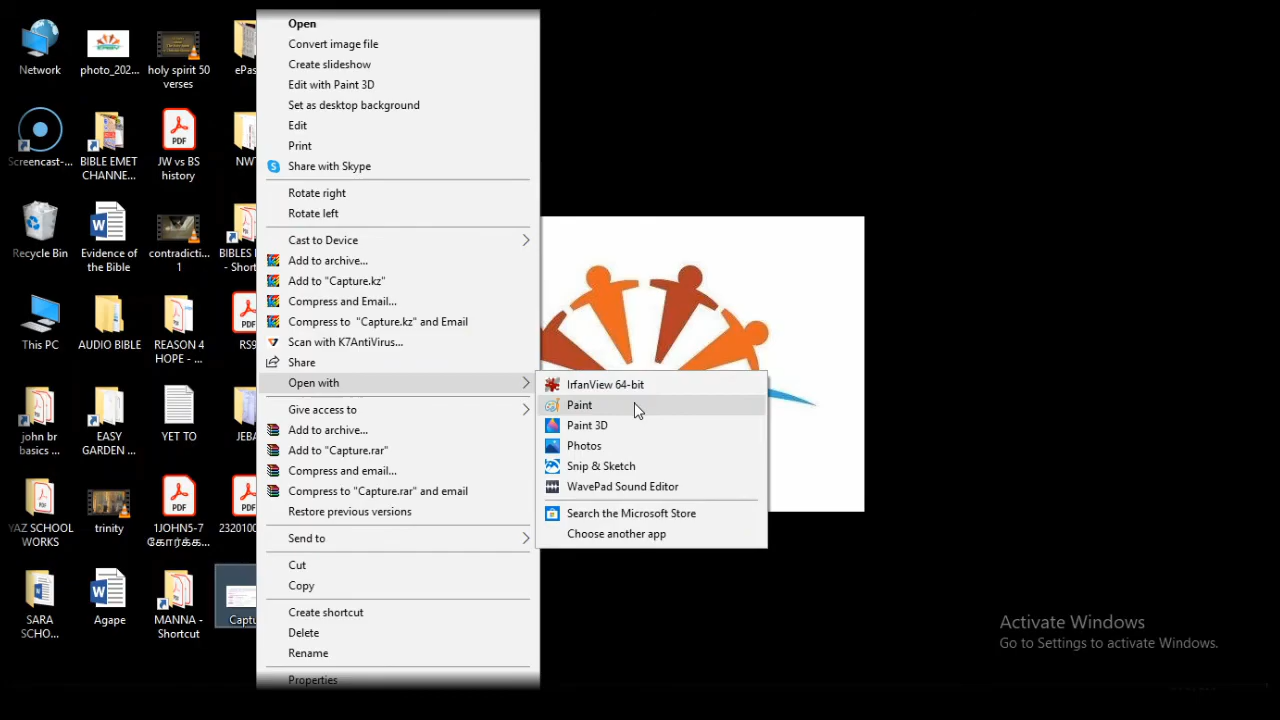 Network
photo_202...
holy spirit 50
verses
ePas
Screencast-...
BIBLE EMET
CHANNE...
JW vs BS
history
NWT
Recycle Bin
Evidence of
the Bible
contradicti...
1
BIBLES
- Short
This PC
AUDIO BIBLE
REASON 4
HOPE - ...
RS9
john br
basics ...
EASY
GARDEN ...
YET TO
JEBA
YAZ SCHOOL
WORKS
trinity
1JOHN5-7
கோர்க்க...
2320100
SARA
SCHO...
Agape
MANNA -
Shortcut
Captu
Open
Convert image file
Create slideshow
Edit with Paint 3D
Set as desktop background
Edit
Print
Share with Skype
Rotate right
Rotate left
Cast to Device
Add to archive...
Add to "Capture.kz"
Compress and Email...
Compress to "Capture.kz" and Email
Scan with K7AntiVirus...
Share
Open with
Give access to
Add to archive...
Add to "Capture.rar"
Compress and email...
Compress to "Capture.rar" and email
Restore previous versions
Send to
Cut
Copy
Create shortcut
Delete
Rename
Properties
IrfanView 64-bit
Paint
Paint 3D
Photos
Snip & Sketch
WavePad Sound Editor
Search the Microsoft Store
Choose another app
Activate Windows
Go to Settings to activate Windows.